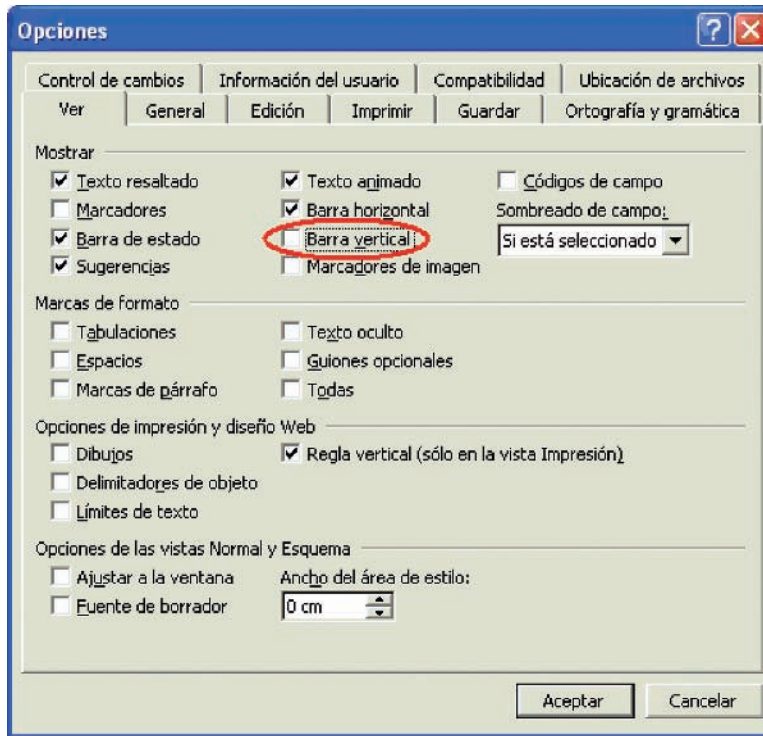 Opciones
Control de cambios Información del usuario Compatibilidad Ubicación de archivos
Ver General Edición Imprimir Guardar Ortografía y gramática
Mostrar
Texto resaltado Texto animado Códigos de campo
Marcadores Barra horizontal Sombreado de campo:
Barra de estado Barra vertical Si está seleccionado
Sugerencias Marcadores de imagen
Marcas de formato
Tabulaciones Texto oculto
Espacios Guiones opcionales
Marcas de párrafo Todas
Opciones de impresión y diseño Web
Dibujos Regla vertical (sólo en la vista Impresión)
Delimitadores de objeto
Límites de texto
Opciones de las vistas Normal y Esquema
Ajustar a la ventana Ancho del área de estilo:
Fuente de borrador 0 cm
Aceptar Cancelar